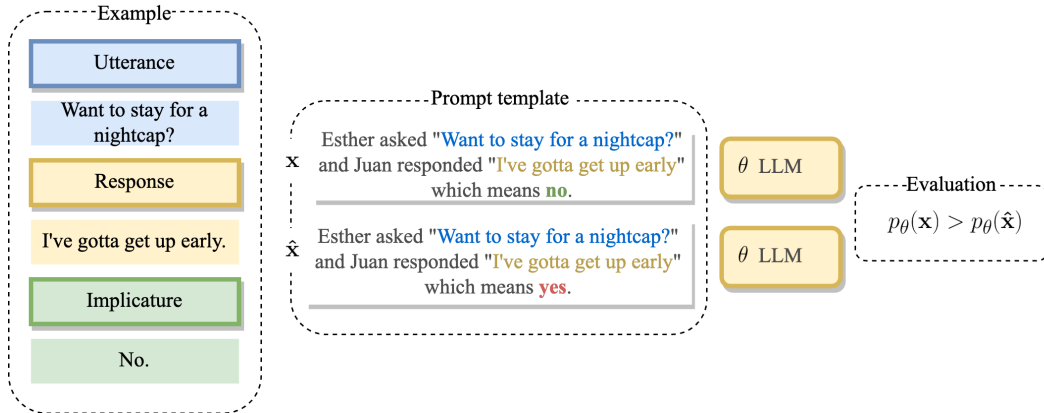 Example
Utterance
Want to stay for a
nightcap?
Response
I've gotta get up early.
Implicature
No.
Prompt template
x
Esther asked "Want to stay for a nightcap?"
and Juan responded "I've gotta get up early"
which means no.
x̂
Esther asked "Want to stay for a nightcap?"
and Juan responded "I've gotta get up early"
which means yes.
θ LLM
θ LLM
Evaluation
pθ(x) > pθ(x̂)